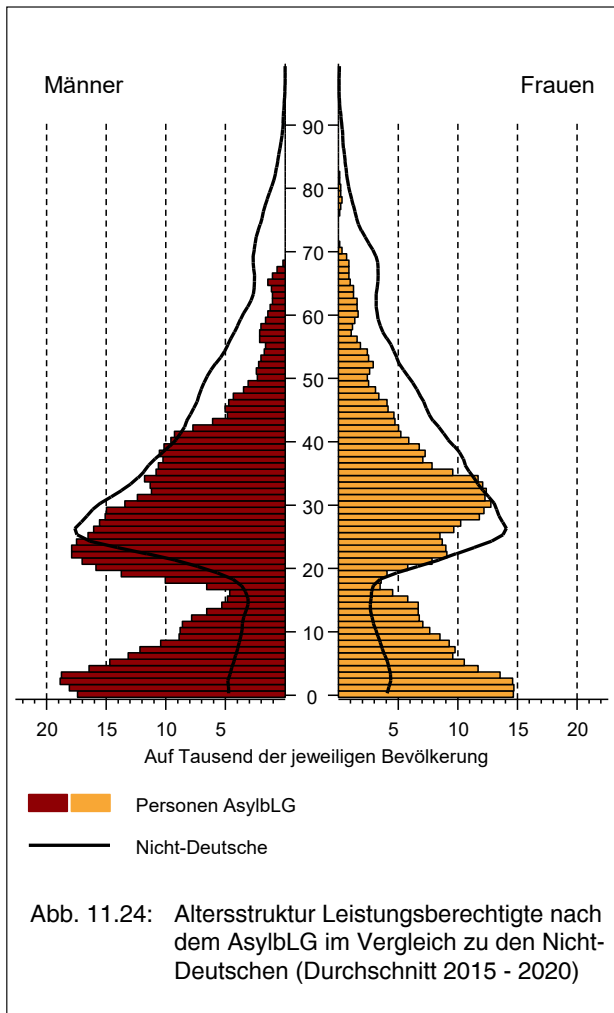 Männer Frauen
90
80
70
60
50
40
30
20
10
0
20 15 10 5 5 10 15 20
Auf Tausend der jeweiligen Bevölkerung
Personen AsylbLG
Nicht-Deutsche
Abb. 11.24: Altersstruktur Leistungsberechtigte nach
dem AsylbLG im Vergleich zu den Nicht-
Deutschen (Durchschnitt 2015 - 2020)